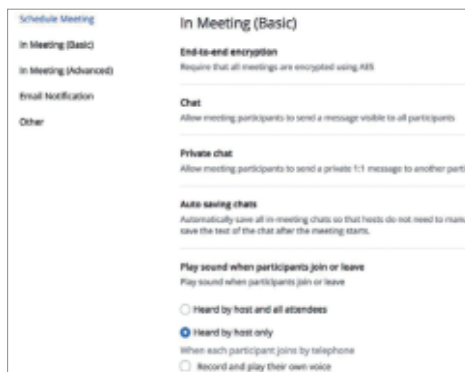 Schedule Meeting
In Meeting (Basic)
In Meeting (Advanced)
Email Notification
Other
In Meeting (Basic)
End-to-end encryption
Require that all meetings are encrypted using AES
Chat
Allow meeting participants to send a message visible to all participants
Private chat
Allow meeting participants to send a private 1:1 message to another parti
Auto saving chats
Automatically save all in-meeting chats so that hosts do not need to manu
save the text of the chat after the meeting starts.
Play sound when participants join or leave
Play sound when participants join or leave
Heard by host and all attendees
Heard by host only
When each participant joins by telephone
Record and play their own voice